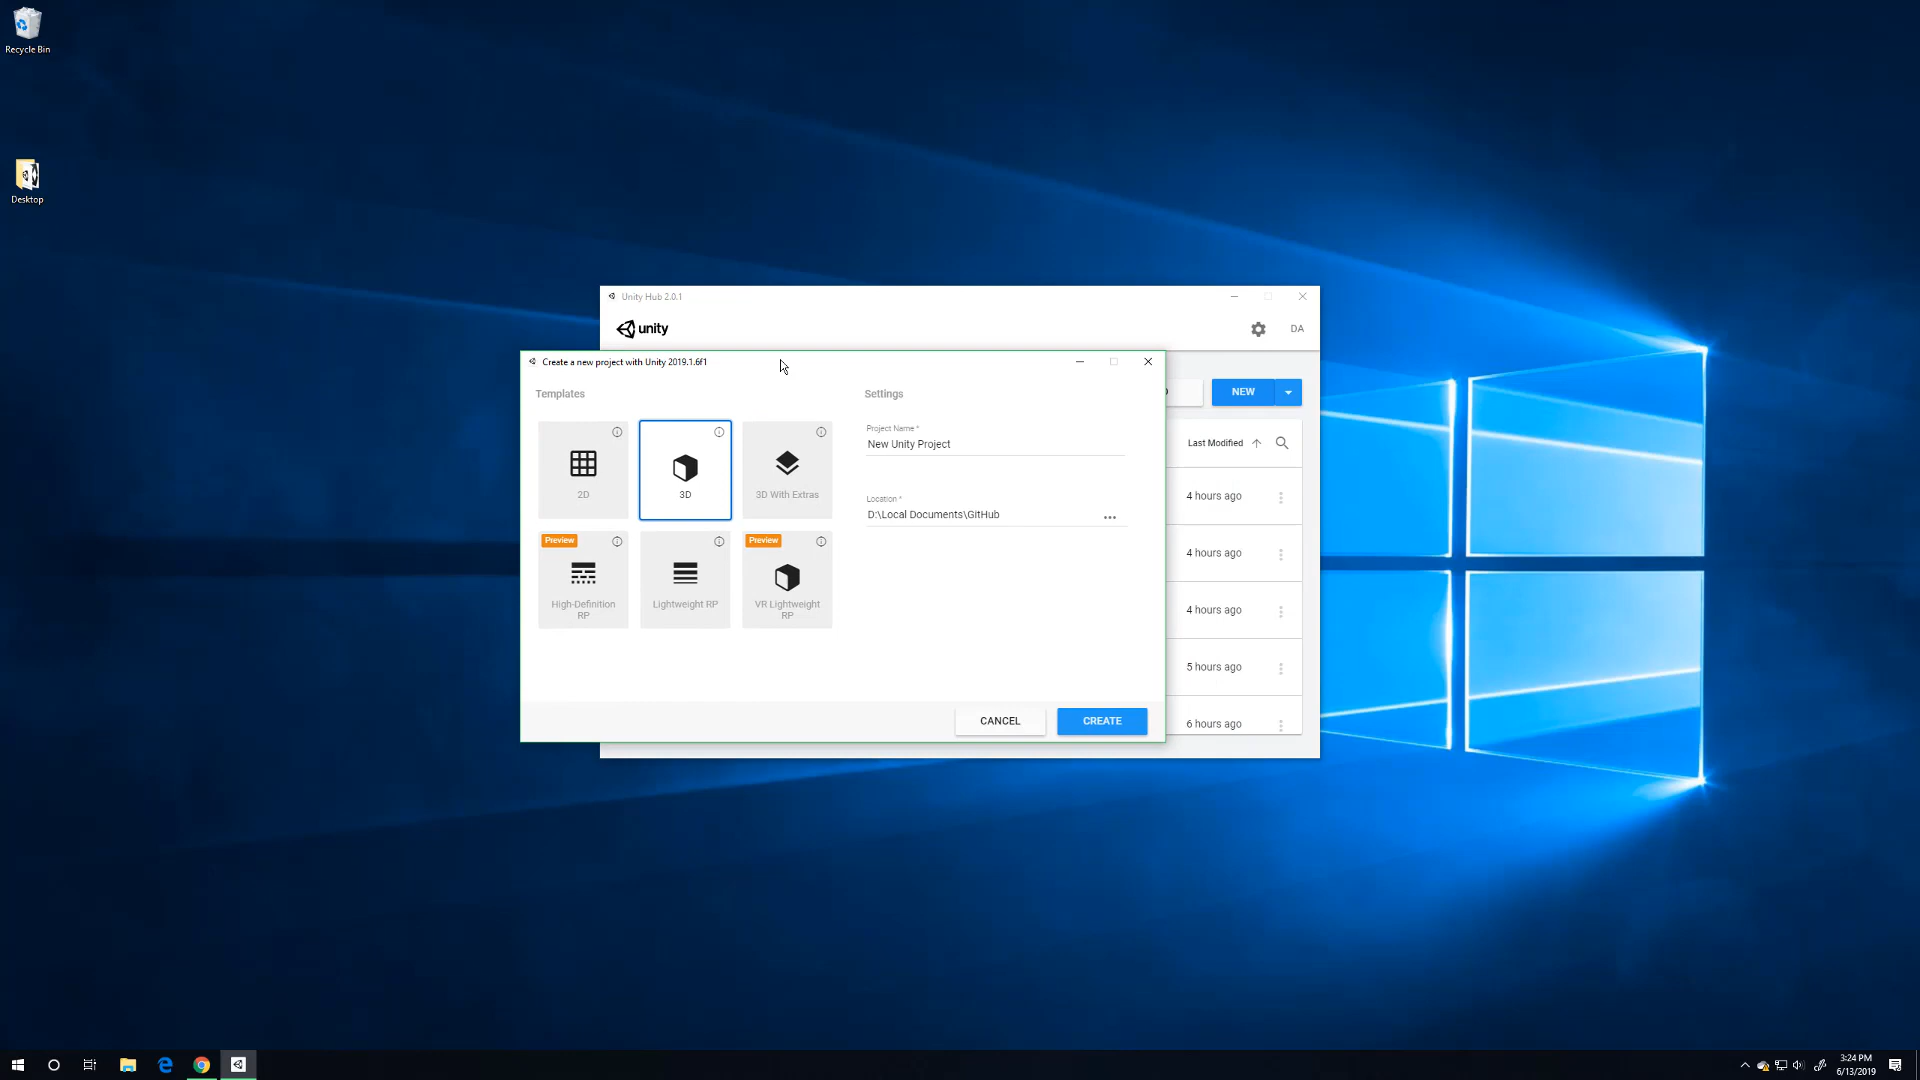 Recycle Bin
Desktop
Unity Hub 2.0.1
unity
DA
Create a new project with Unity 2019.1.6f1
Templates
Settings
NEW
2D
3D
3D With Extras
Project Name *
New Unity Project
Last Modified
Location *
D:\Local Documents\GitHub
...
4 hours ago
4 hours ago
4 hours ago
5 hours ago
6 hours ago
Preview
High-Definition
RP
Lightweight RP
Preview
VR Lightweight
RP
CANCEL
CREATE
3:24 PM
6/13/2019